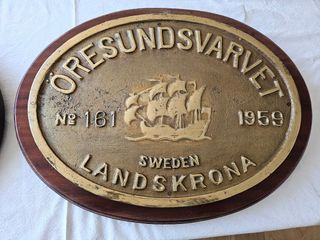 ÖRESUNDSVARVET
No 161 1959
SWEDEN
LANDSKRONA